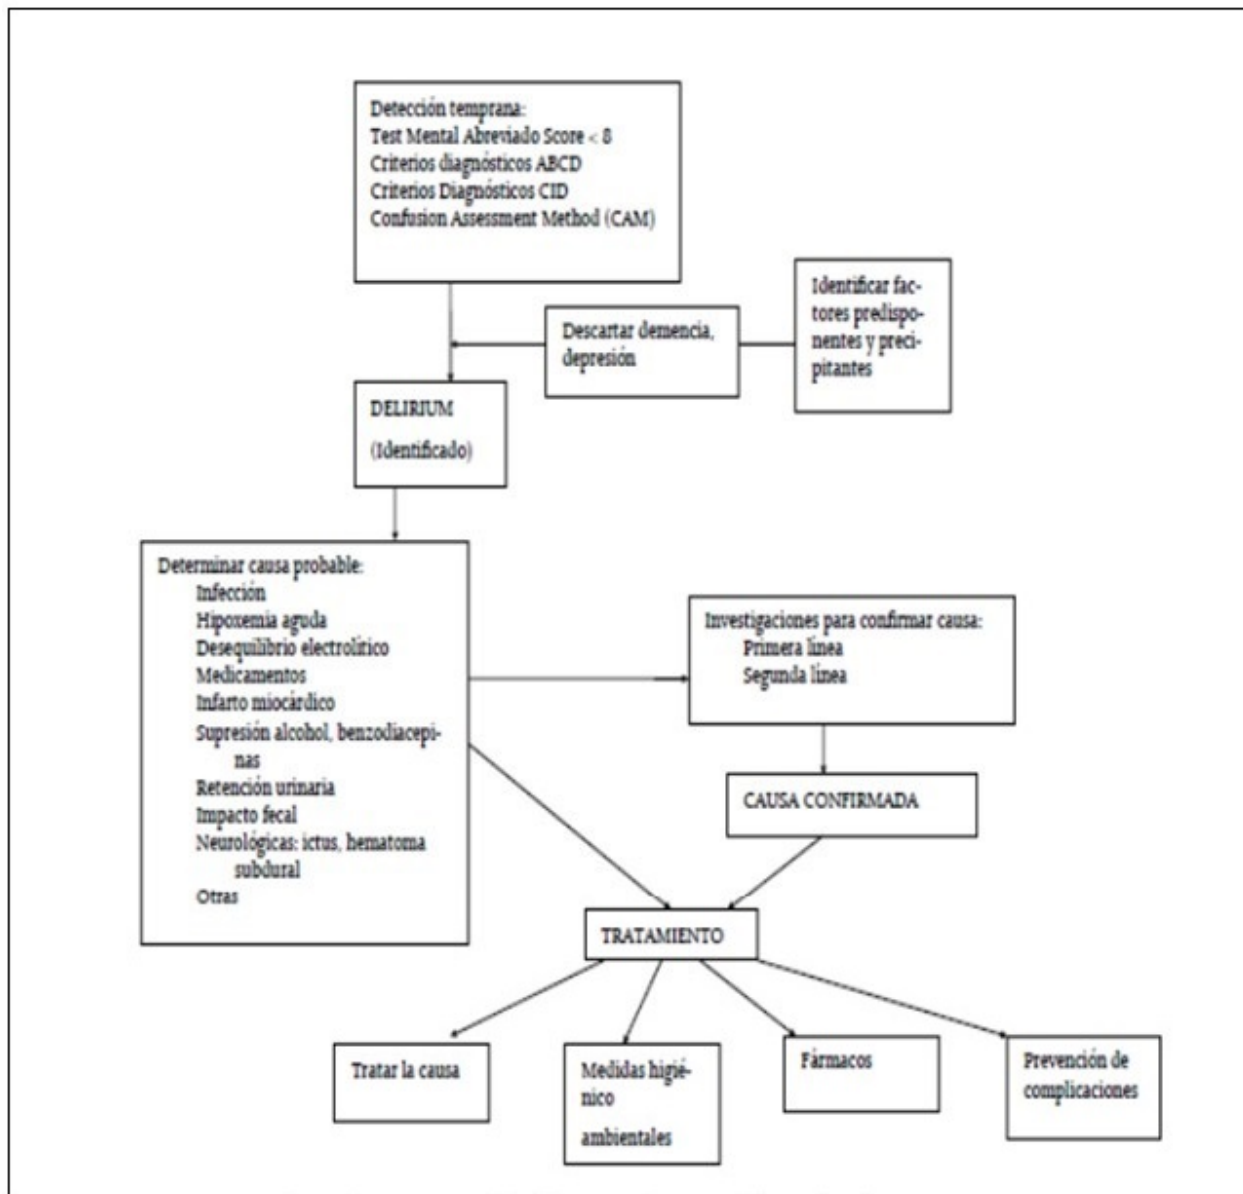 Detección temprana:
Test Mental Abreviado Score < 8
Criterios diagnósticos ABCD
Criterios Diagnósticos CID
Confusion Assessment Method (CAM)
Identificar fac-
tores predispo-
nentes y preci-
pitantes
Descartar demencia,
depresión
DELIRIUM
(Identificado)
Determinar causa probable:
Infección
Hipoxemia aguda
Desequilibrio electrolítico
Medicamentos
Infarto miocárdico
Supresión alcohol, benzodiacepi-
nas
Retención urinaria
Impacto fecal
Neurológicas: ictus, hematoma
subdural
Otras
Investigaciones para confirmar causa:
Primera línea
Segunda línea
CAUSA CONFIRMADA
TRATAMIENTO
Tratar la causa
Medidas higié-
nico
ambientales
Fármacos
Prevención de
complicaciones